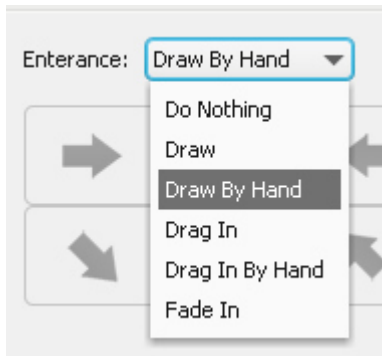 Enterance: Draw By Hand
Do Nothing
Draw
Draw By Hand
Drag In
Drag In By Hand
Fade In